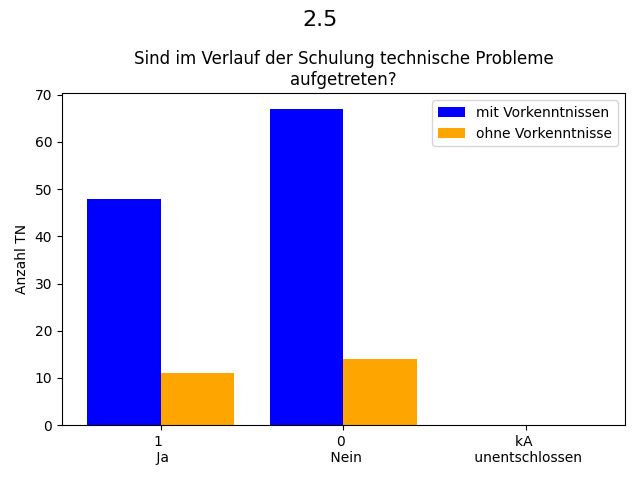 2.5
Sind im Verlauf der Schulung technische Probleme
aufgetreten?
mit Vorkenntnissen
ohne Vorkenntnisse
Anzahl TN
70
60
50
40
30
20
10
0
1
Ja
0
Nein
kA
unentschlossen